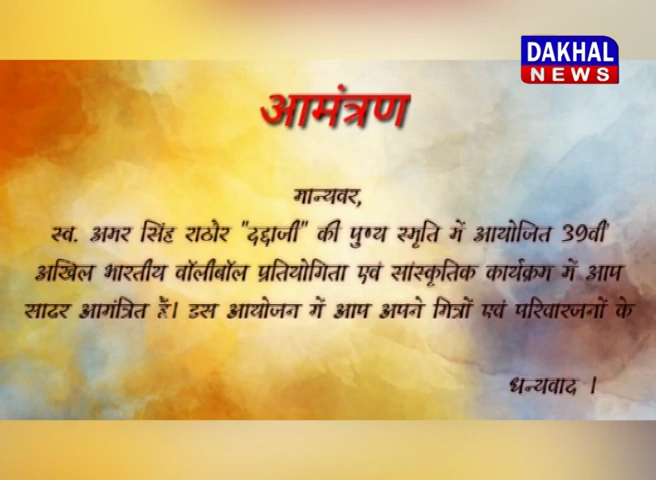 DAKHAL
NEWS
आमंत्रण
मान्यवर,
स्व. अमर सिंह राठोर "दद्दाजी" की पुण्य स्मृति में आयोजित 39वीं
अखिल भारतीय वॉलीबॉल प्रतियोगिता एवं सांस्कृतिक कार्यक्रम में आप
सादर आमंत्रित हैं। इस आयोजन में आप अपने मित्रों एवं परिवारजनों के
धन्यवाद ।